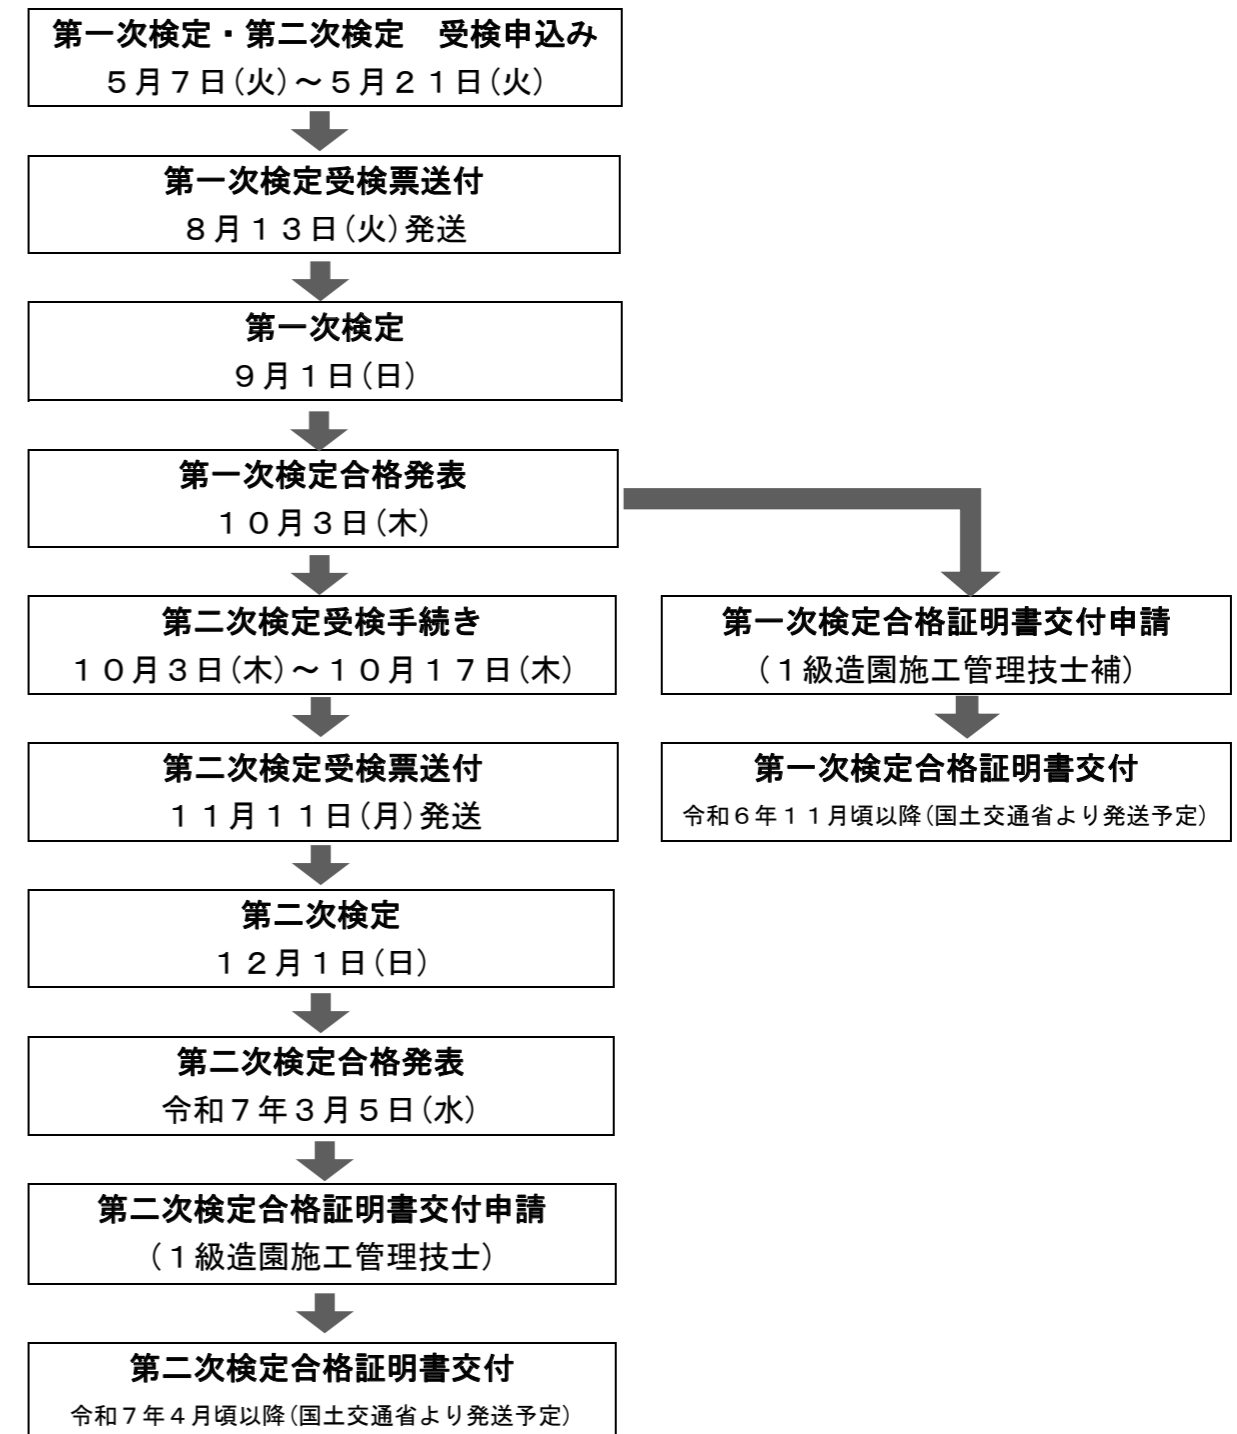 第一次検定・第二次検定　受検申込み
５月７日(火)～５月２１日(火)
第一次検定受検票送付
８月１３日(火)発送
第一次検定
９月１日(日)
第一次検定合格発表
１０月３日(木)
第二次検定受検手続き
１０月３日(木)～１０月１７日(木)
第一次検定合格証明書交付申請
(１級造園施工管理技士補)
第二次検定受検票送付
１１月１１日(月)発送
第一次検定合格証明書交付
令和６年１１月頃以降(国土交通省より発送予定)
第二次検定
１２月１日(日)
第二次検定合格発表
令和７年３月５日(水)
第二次検定合格証明書交付申請
(１級造園施工管理技士)
第二次検定合格証明書交付
令和７年４月頃以降(国土交通省より発送予定)